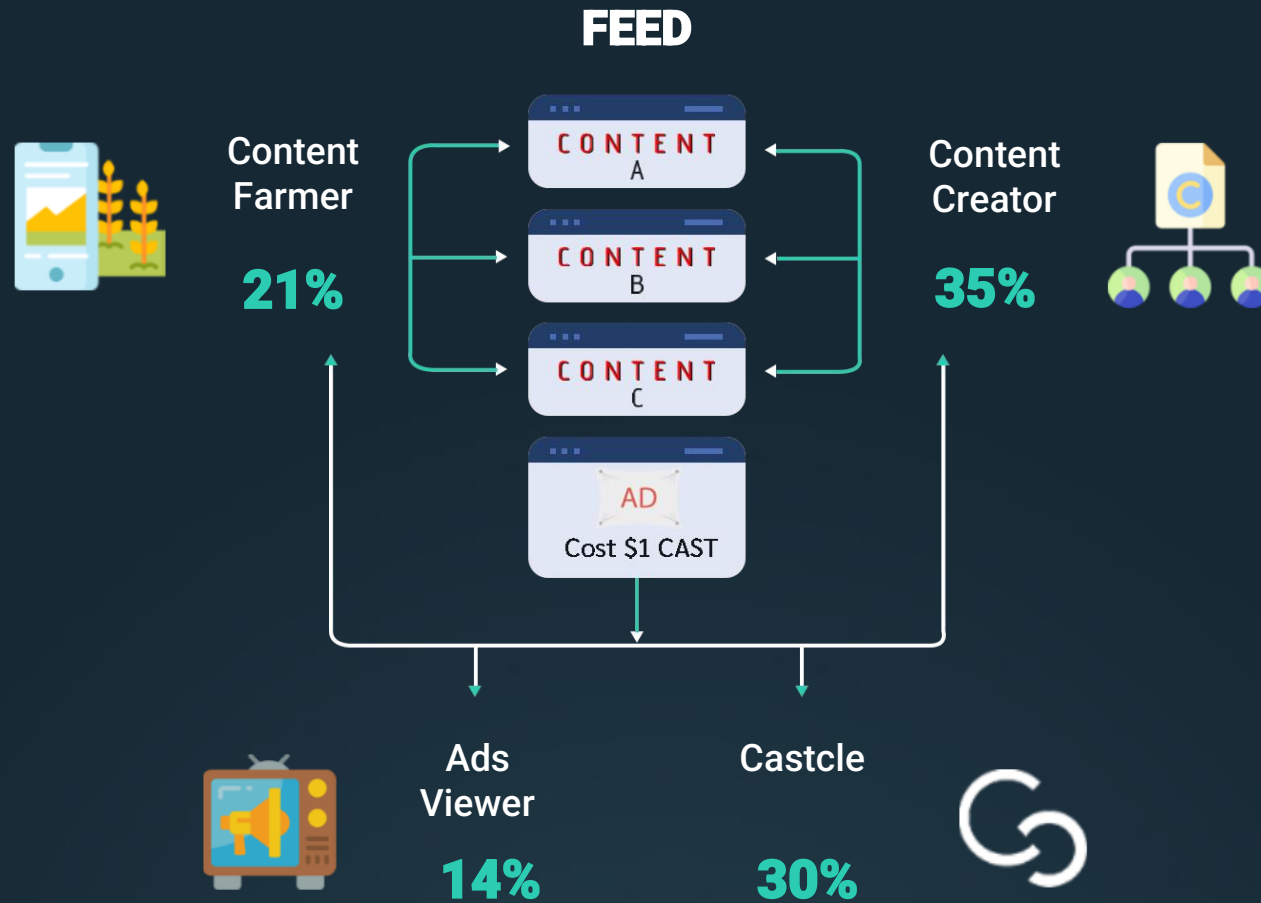 FEED
Content
Farmer
21%
CONTENT
A
CONTENT
B
CONTENT
C
AD
Cost $1 CAST
Content
Creator
35%
C
Ads
Viewer
14%
Castcle
30%